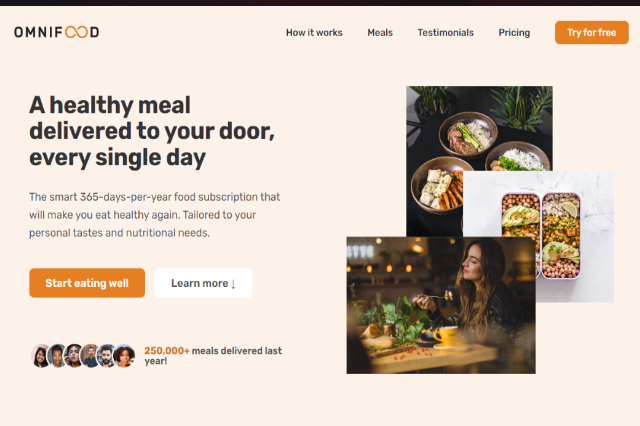 OMNIFOOD
How it works
Meals
Testimonials
Pricing
Try for free
A healthy meal
delivered to your door,
every single day
The smart 365-days-per-year food subscription that
will make you eat healthy again. Tailored to your
personal tastes and nutritional needs.
Start eating well
Learn more ↓
250,000+ meals delivered last
year!